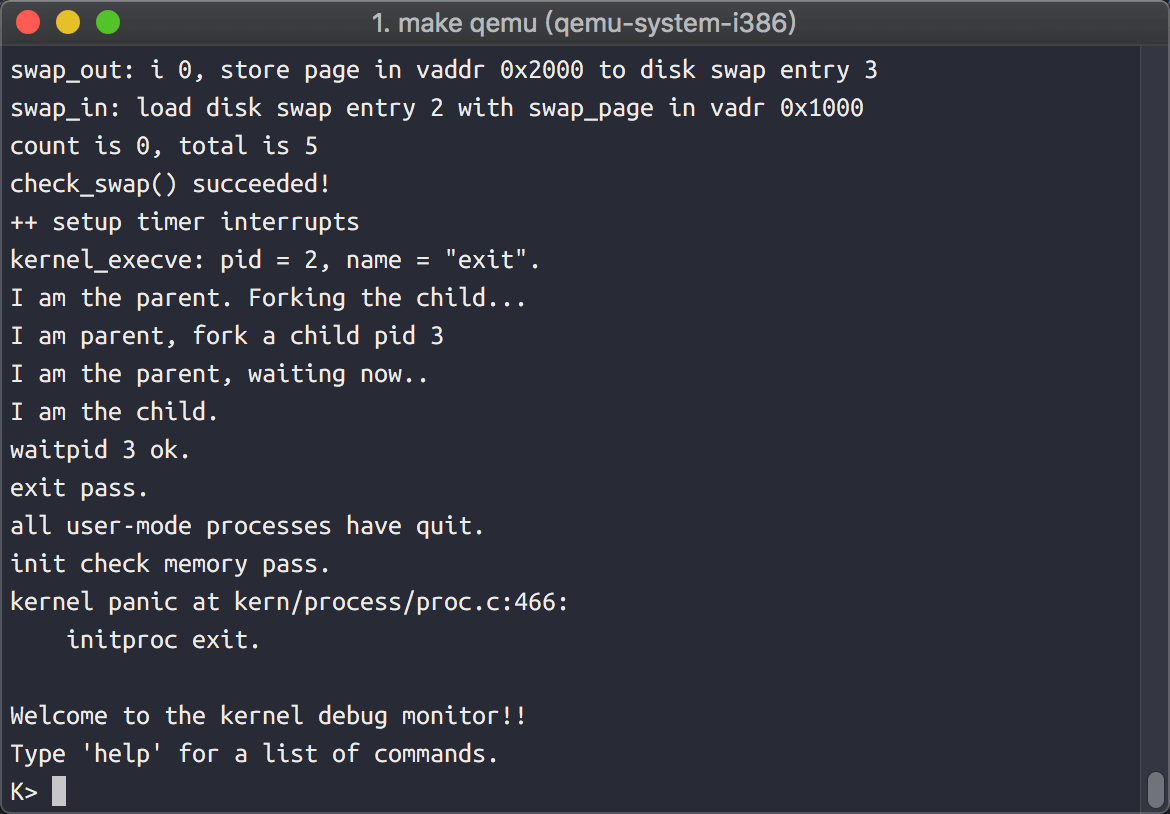 1. make qemu (qemu-system-i386)
swap_out: i 0, store page in vaddr 0x2000 to disk swap entry 3
swap_in: load disk swap entry 2 with swap_page in vadr 0x1000
count is 0, total is 5
check_swap() succeeded!
++ setup timer interrupts
kernel_execve: pid = 2, name = "exit".
I am the parent. Forking the child...
I am parent, fork a child pid 3
I am the parent, waiting now..
I am the child.
waitpid 3 ok.
exit pass.
all user-mode processes have quit.
init check memory pass.
kernel panic at kern/process/proc.c:466:
    initproc exit.
Welcome to the kernel debug monitor!!
Type 'help' for a list of commands.
K>